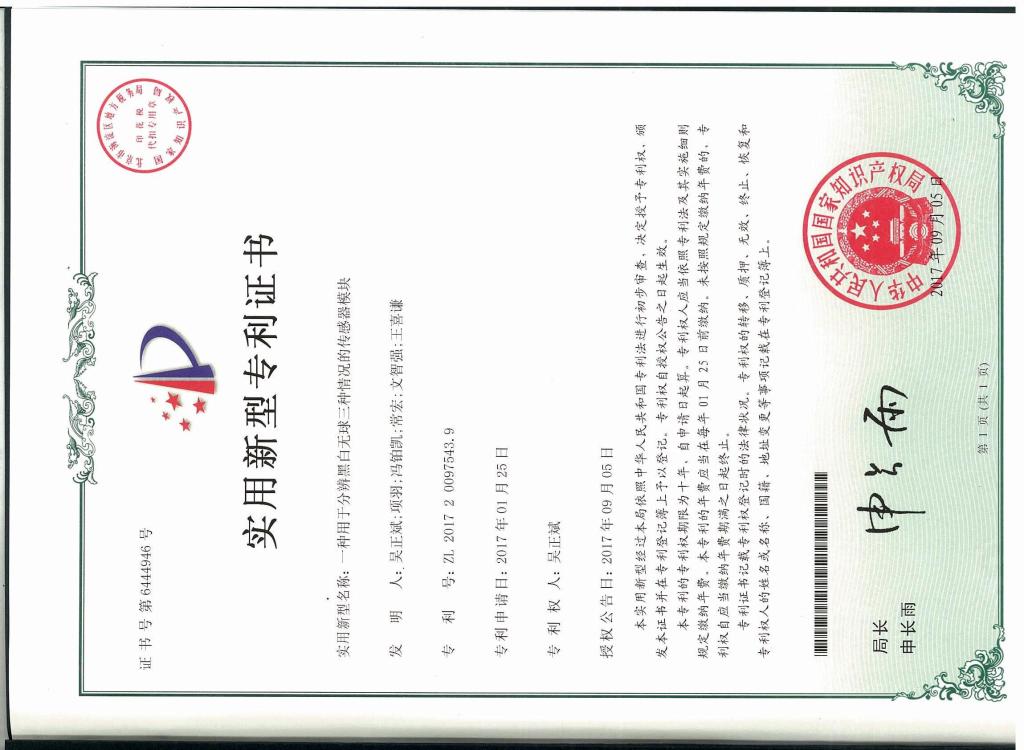 证书号第6444946号
北京市海淀区地方税务局
国家知识产权局
印花税
代扣专用章
实用新型专利证书
实用新型名称：一种用于分辨黑白无球三种情况的传感器模块
发明人：吴正斌;项羽;冯铂凯;常宏;文智强;王喜谦
专利号：ZL 2017 2 0097543.9
专利申请日：2017年01月25日
专利权人：吴正斌
授权公告日：2017年09月05日
本实用新型经过本局依照中华人民共和国专利法进行初步审查，决定授予专利权，颁
发本证书并在专利登记簿上予以登记。专利权自授权公告之日起生效。
本专利的专利权期限为十年，自申请日起算。专利权人应当依照专利法及其实施细则
规定缴纳年费。本专利的年费应当在每年01月25日前缴纳。未按照规定缴纳年费的，专
利权自应当缴纳年费期满之日起终止。
专利证书记载专利权登记时的法律状况。专利权的转移、质押、无效、终止、恢复和
专利权人的姓名或名称、国籍、地址变更等事项记载在专利登记簿上。
局长
申长雨
申长雨
中华人民共和国国家知识产权局
2017年09月05日
第1页(共1页)